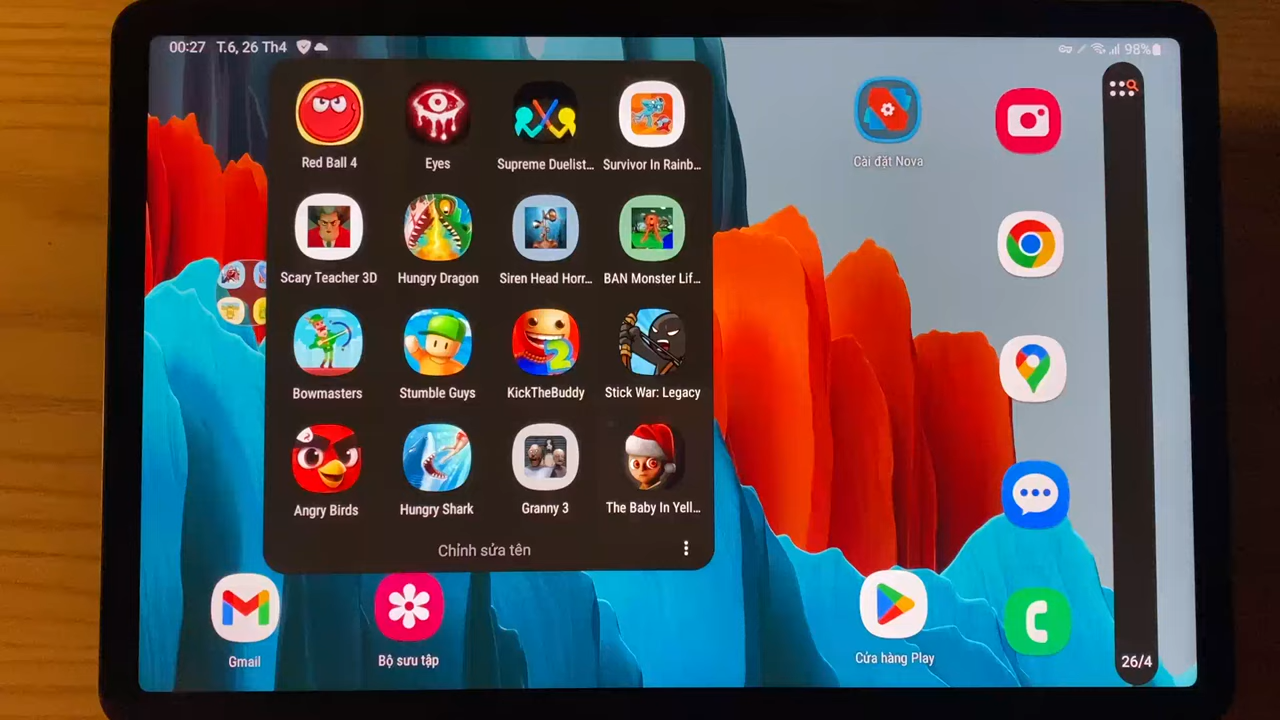 00:27 T.6, 26 Th4
98%
Red Ball 4
Eyes
Supreme Duelist...
Survivor In Rainb...
Cài đặt Nova
Scary Teacher 3D
Hungry Dragon
Siren Head Horr...
BAN Monster Lif...
Bowmasters
Stumble Guys
KickTheBuddy
Stick War: Legacy
2
Angry Birds
Hungry Shark
Granny 3
The Baby In Yell...
Chỉnh sửa tên
Gmail
Bộ sưu tập
Cửa hàng Play
26/4